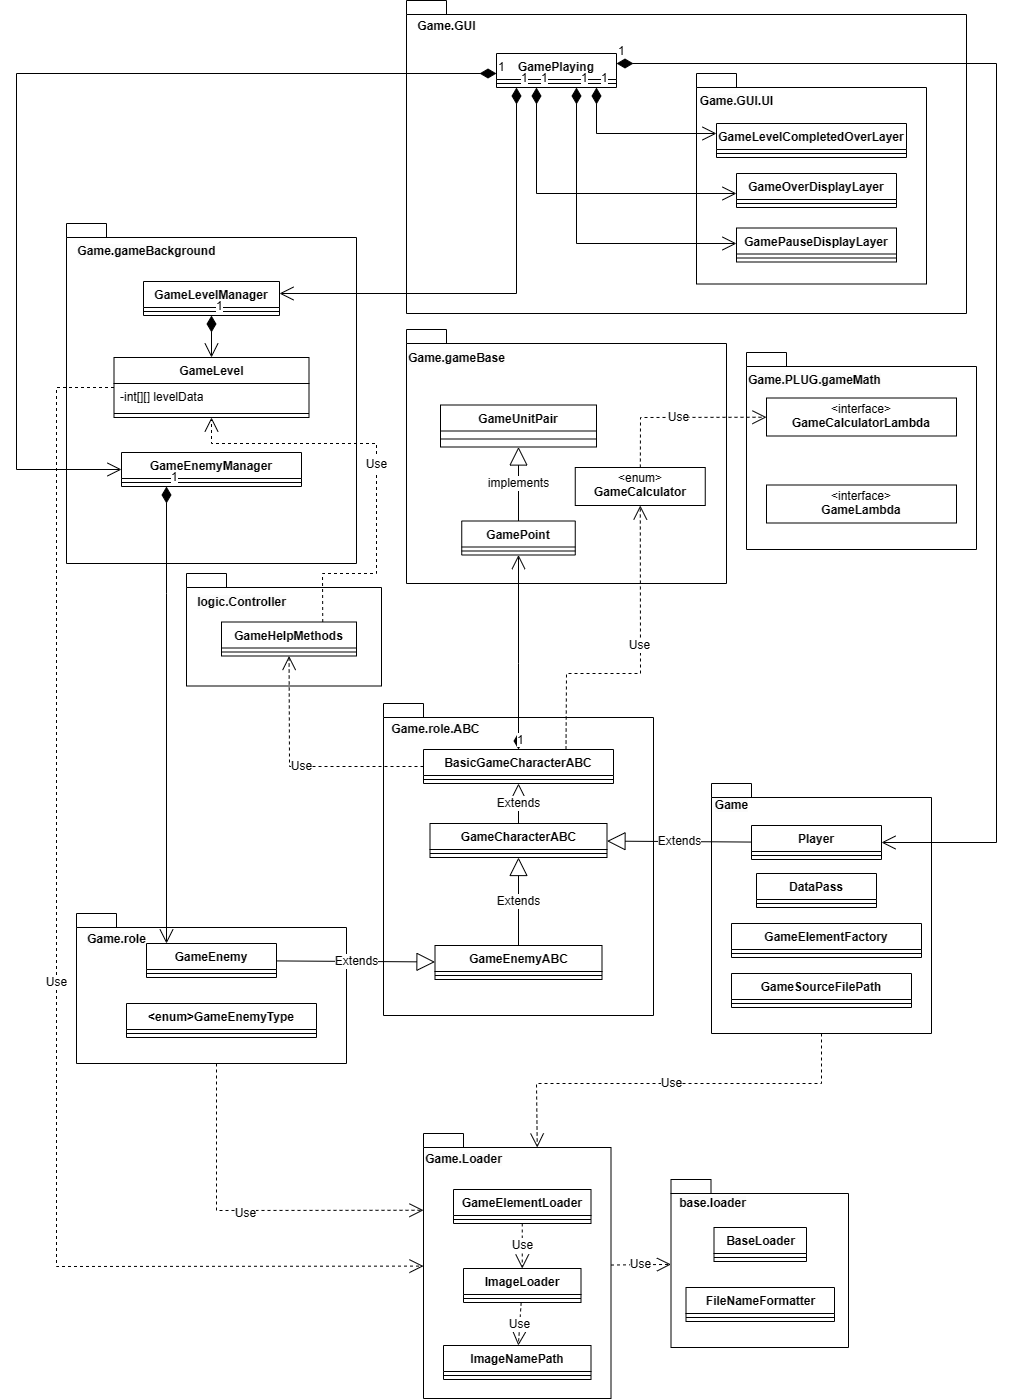 Game.GUI
1
1
GamePlaying
1
1
1
1
Game.GUI.UI
GameLevelCompletedOverLayer
GameOverDisplayLayer
GamePauseDisplayLayer
Game.gameBackground
GameLevelManager
1
GameLevel
-int[][] levelData
Use
GameEnemyManager
1
Game.gameBase
GameUnitPair
implements
<enum>
GameCalculator
GamePoint
Use
Game.PLUG.gameMath
<interface>
GameCalculatorLambda
<interface>
GameLambda
logic.Controller
GameHelpMethods
Use
Use
Game.role.ABC
1
BasicGameCharacterABC
Extends
GameCharacterABC
Extends
GameEnemyABC
Extends
Game
Player
DataPass
GameElementFactory
GameSourceFilePath
Game.role
GameEnemy
Extends
<enum>GameEnemyType
Use
Use
Use
Game.Loader
GameElementLoader
Use
ImageLoader
Use
ImageNamePath
Use
base.loader
BaseLoader
FileNameFormatter